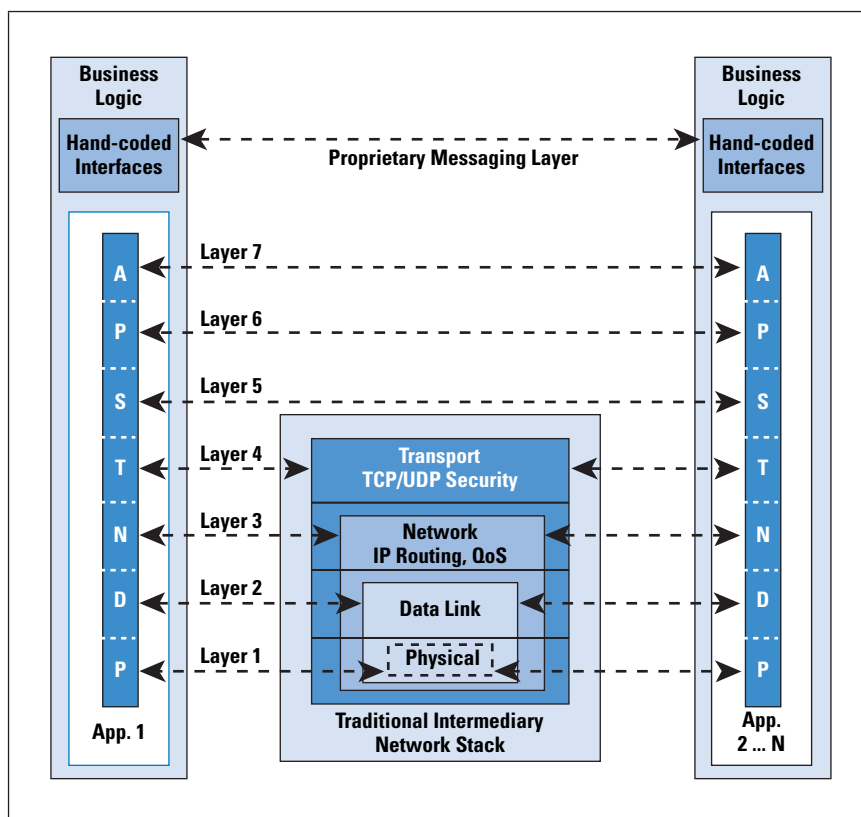 Business
Logic
Business
Logic
Hand-coded
Interfaces
Hand-coded
Interfaces
Proprietary Messaging Layer
Layer 7
A
A
Layer 6
P
P
Layer 5
S
S
Layer 4
T
Transport
TCP/UDP Security
T
Layer 3
N
Network
IP Routing, QoS
N
Layer 2
D
Data Link
D
Layer 1
P
Physical
P
App. 1
Traditional Intermediary
Network Stack
App.
2 ... N